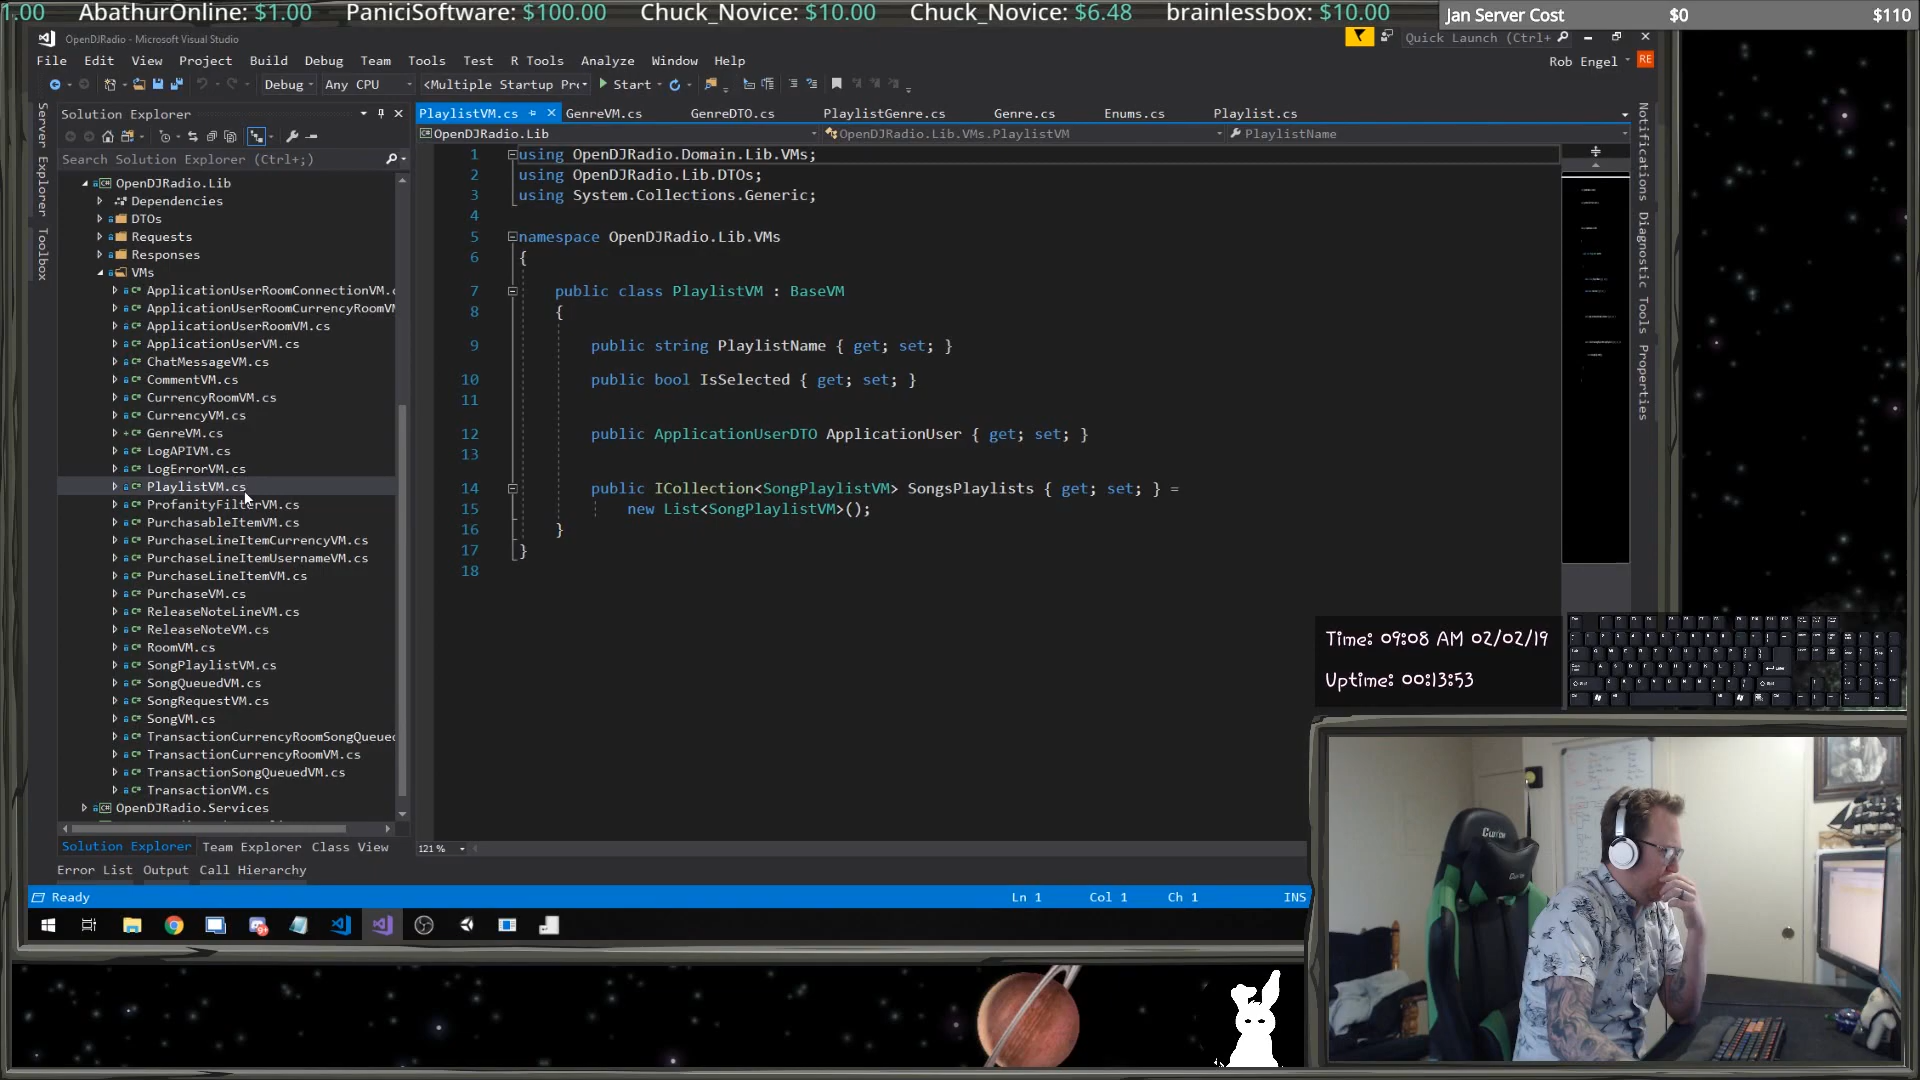 1.00 AbathurOnline: $1.00 PaniciSoftware: $100.00 Chuck_Novice: $10.00 Chuck_Novice: $6.48 brainlessbox: $10.00
Jan Server Cost $0 $110
OpenDJRadio - Microsoft Visual Studio
Quick Launch (Ctrl+
File Edit View Project Build Debug Team Tools Test R Tools Analyze Window Help
Rob Engel RE
Debug Any CPU <Multiple Startup Pr Start
Server Explorer
Toolbox
Solution Explorer
Search Solution Explorer (Ctrl+;)
OpenDJRadio.Lib
Dependencies
DTOs
Requests
Responses
VMs
ApplicationUserRoomConnectionVM.c
ApplicationUserRoomCurrencyRoomVM
ApplicationUserRoomVM.cs
ApplicationUserVM.cs
ChatMessageVM.cs
CommentVM.cs
CurrencyRoomVM.cs
CurrencyVM.cs
GenreVM.cs
LogAPIVM.cs
LogErrorVM.cs
PlaylistVM.cs
ProfanityFilterVM.cs
PurchasableItemVM.cs
PurchaseLineItemCurrencyVM.cs
PurchaseLineItemUsernameVM.cs
PurchaseLineItemVM.cs
PurchaseVM.cs
ReleaseNoteLineVM.cs
ReleaseNoteVM.cs
RoomVM.cs
SongPlaylistVM.cs
SongQueuedVM.cs
SongRequestVM.cs
SongVM.cs
TransactionCurrencyRoomSongQueued
TransactionCurrencyRoomVM.cs
TransactionSongQueuedVM.cs
TransactionVM.cs
OpenDJRadio.Services
Solution Explorer Team Explorer Class View
PlaylistVM.cs GenreVM.cs GenreDTO.cs PlaylistGenre.cs Genre.cs Enums.cs Playlist.cs
OpenDJRadio.Lib OpenDJRadio.Lib.VMs.PlaylistVM PlaylistName
1 using OpenDJRadio.Domain.Lib.VMs;
2 using OpenDJRadio.Lib.DTOs;
3 using System.Collections.Generic;
4
5 namespace OpenDJRadio.Lib.VMs
6 {
7 public class PlaylistVM : BaseVM
8 {
9 public string PlaylistName { get; set; }
10 public bool IsSelected { get; set; }
11
12 public ApplicationUserDTO ApplicationUser { get; set; }
13
14 public ICollection<SongPlaylistVM> SongsPlaylists { get; set; } =
15 new List<SongPlaylistVM>();
16 }
17 }
18
121 %
Notifications
Diagnostic Tools
Properties
Error List Output Call Hierarchy
Ready Ln 1 Col 1 Ch 1 INS
Time: 09:08 AM 02/02/19
Uptime: 00:13:53